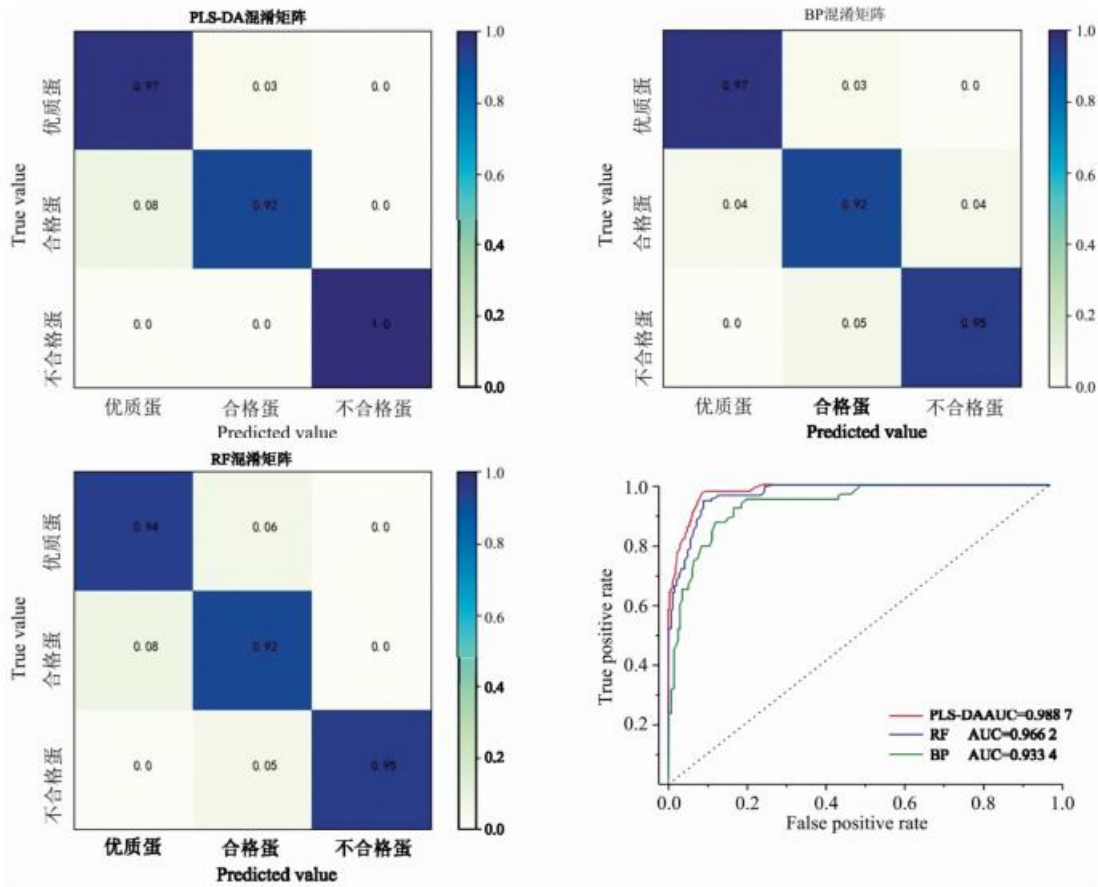 PLS-DA混淆矩阵
True value
优质蛋
合格蛋
不合格蛋
0.97 0.03 0.0
0.08 0.92 0.0
0.0 0.0 1.0
优质蛋 合格蛋 不合格蛋
Predicted value
1.0
0.8
0.6
0.4
0.2
0.0
BP混淆矩阵
True value
优质蛋
合格蛋
不合格蛋
0.97 0.03 0.0
0.04 0.92 0.04
0.0 0.05 0.95
优质蛋 合格蛋 不合格蛋
Predicted value
1.0
0.8
0.6
0.4
0.2
0.0
RF混淆矩阵
True value
优质蛋
合格蛋
不合格蛋
0.94 0.06 0.0
0.08 0.92 0.0
0.0 0.05 0.95
优质蛋 合格蛋 不合格蛋
Predicted value
1.0
0.8
0.6
0.4
0.2
0.0
True positive rate
1.0
0.8
0.6
0.4
0.2
PLS-DAAUC=0.988 7
RF AUC=0.966 2
BP AUC=0.933 4
0.0 0.2 0.4 0.6 0.8 1.0
False positive rate